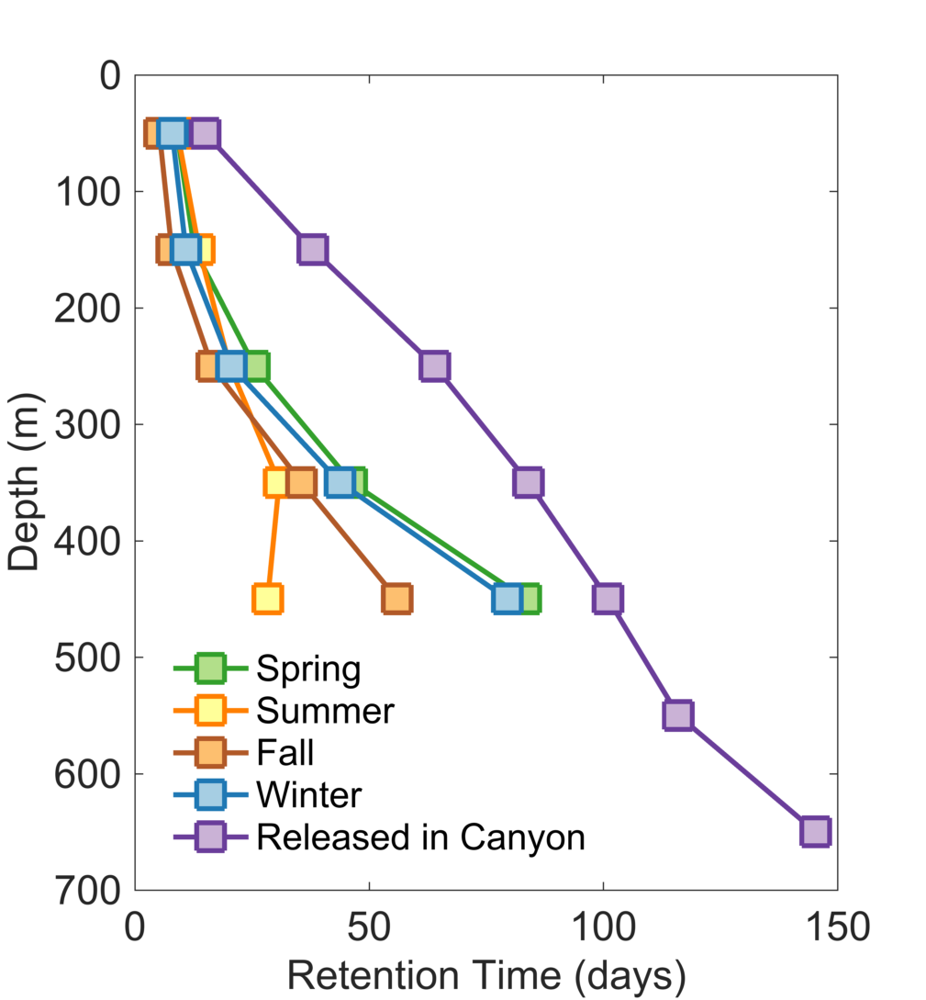 0
100
200
300
400
500
600
700
Depth (m)
Spring
Summer
Fall
Winter
Released in Canyon
0 50 100 150
Retention Time (days)